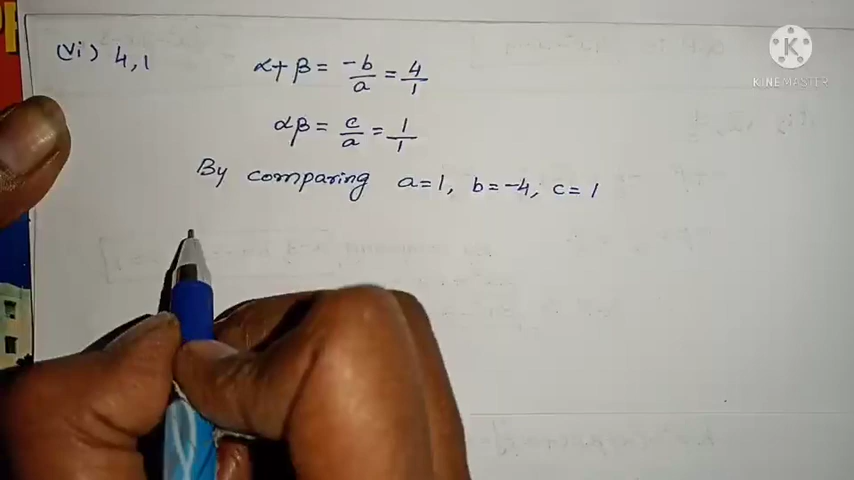 (vi) 4,1
α+β = -b/a = 4/1
αβ = c/a = 1/1
By comparing a=1, b=-4, c=1
KINEMASTER